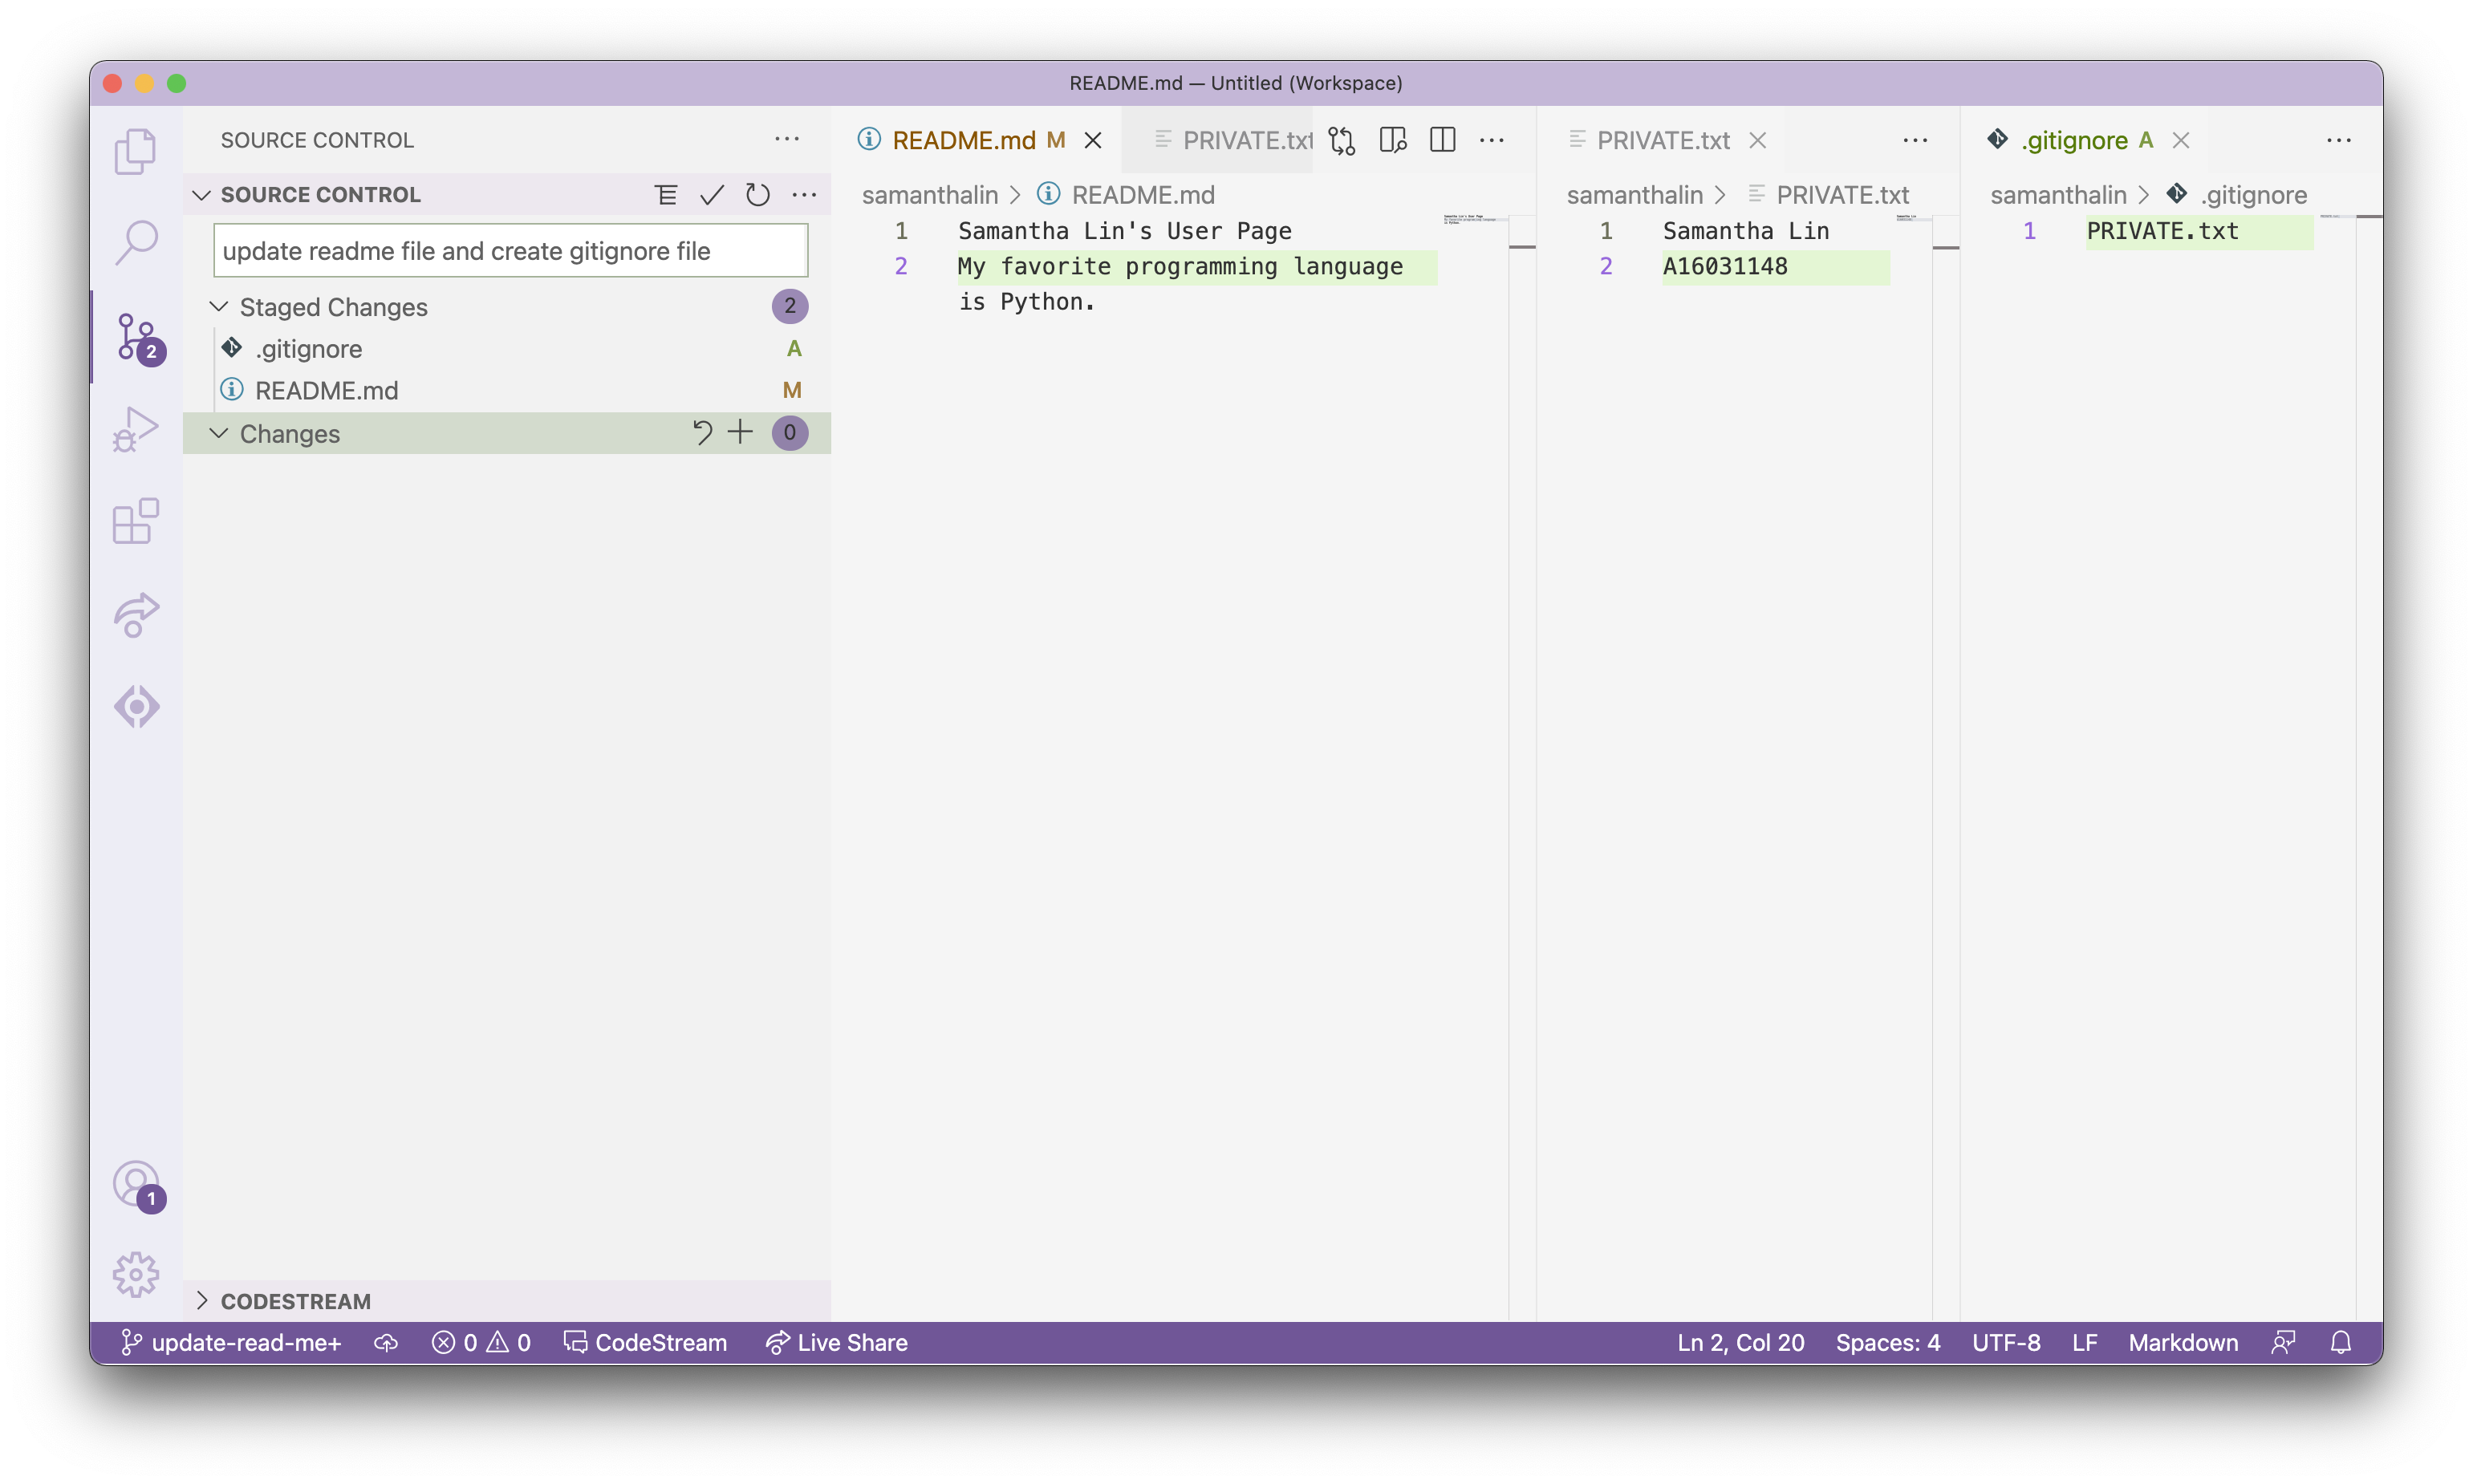 README.md — Untitled (Workspace)
SOURCE CONTROL
SOURCE CONTROL
update readme file and create gitignore file
Staged Changes 2
.gitignore A
README.md M
Changes 0
2
1
CODESTREAM
README.md M
PRIVATE.txt
samanthalin > README.md
1 Samantha Lin's User Page
2 My favorite programming language
is Python.
PRIVATE.txt
samanthalin > PRIVATE.txt
1 Samantha Lin
2 A16031148
.gitignore A
samanthalin > .gitignore
1 PRIVATE.txt
update-read-me+ 0 0 CodeStream Live Share Ln 2, Col 20 Spaces: 4 UTF-8 LF Markdown